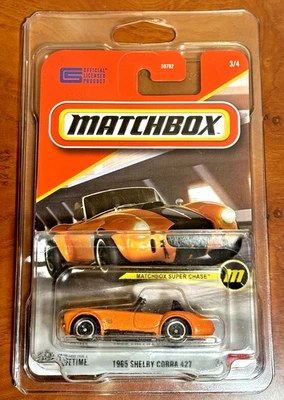 OFFICIAL
LICENSED
PRODUCT
3/4
MATCHBOX
MATCHBOX SUPER CHASE
1965 SHELBY COBRA 427